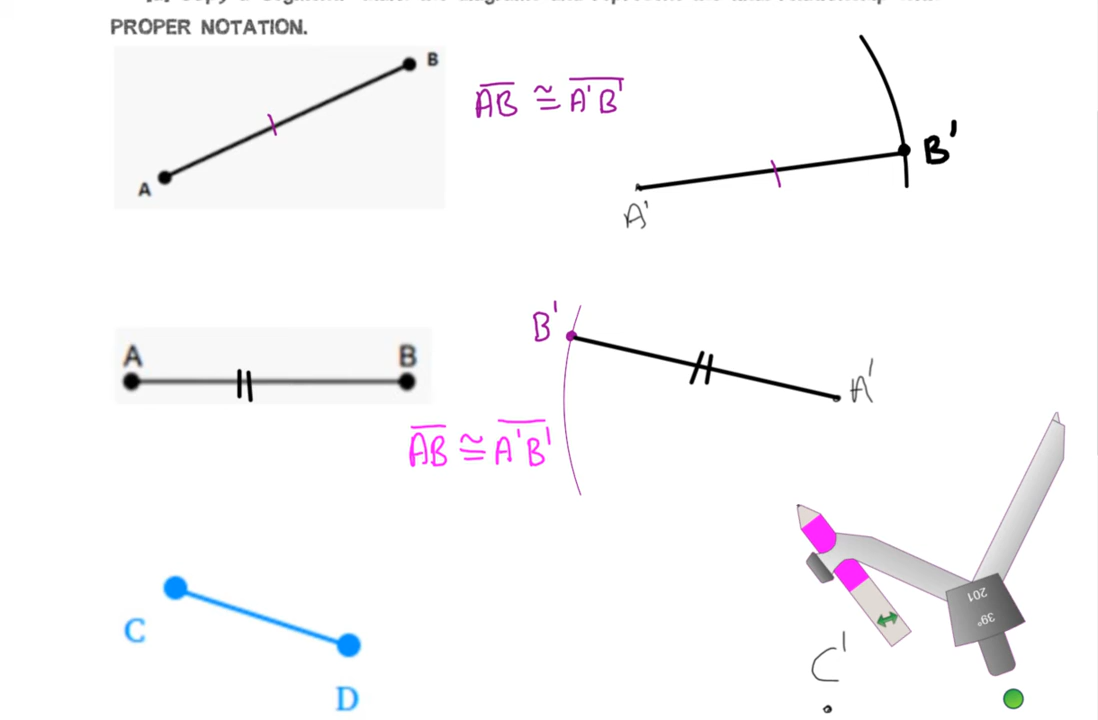 PROPER NOTATION.
B
A
AB ≅ A'B'
B'
A'
A B
B'
A'
AB ≅ A'B'
C
D
C'
201
39°